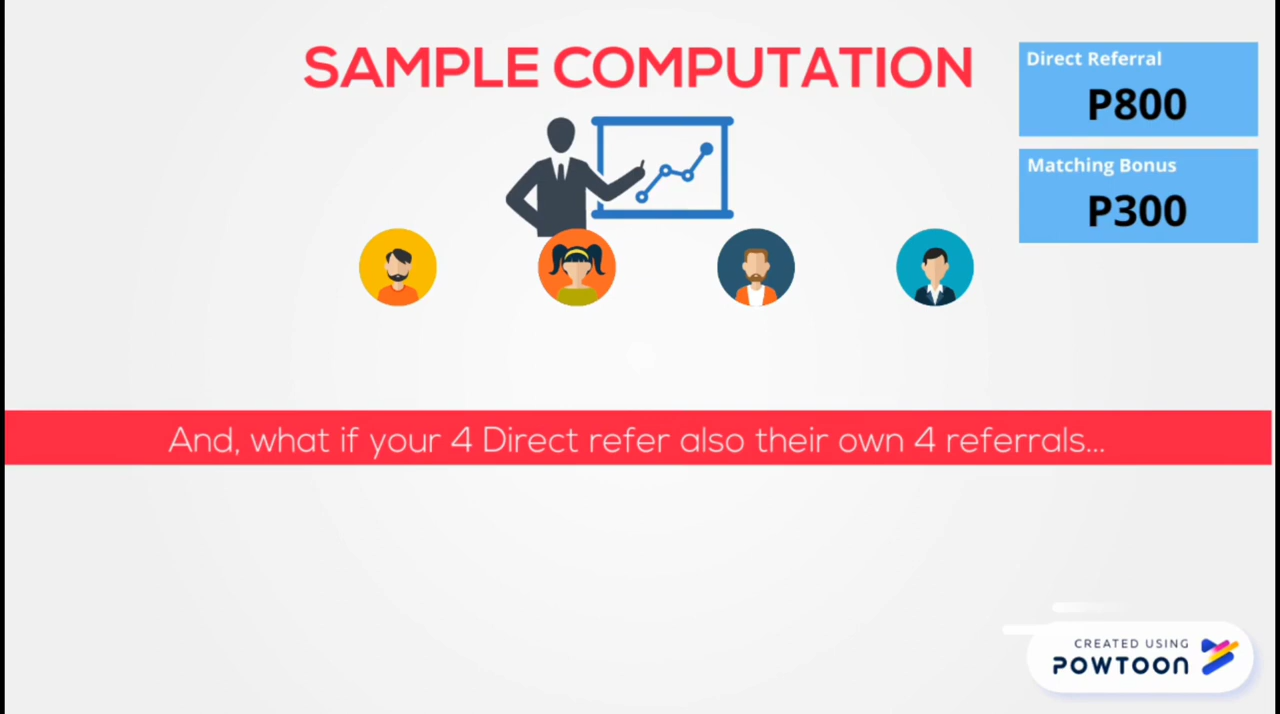 SAMPLE COMPUTATION
Direct Referral
P800
Matching Bonus
P300
And, what if your 4 Direct refer also their own 4 referrals...
CREATED USING
POWTOON